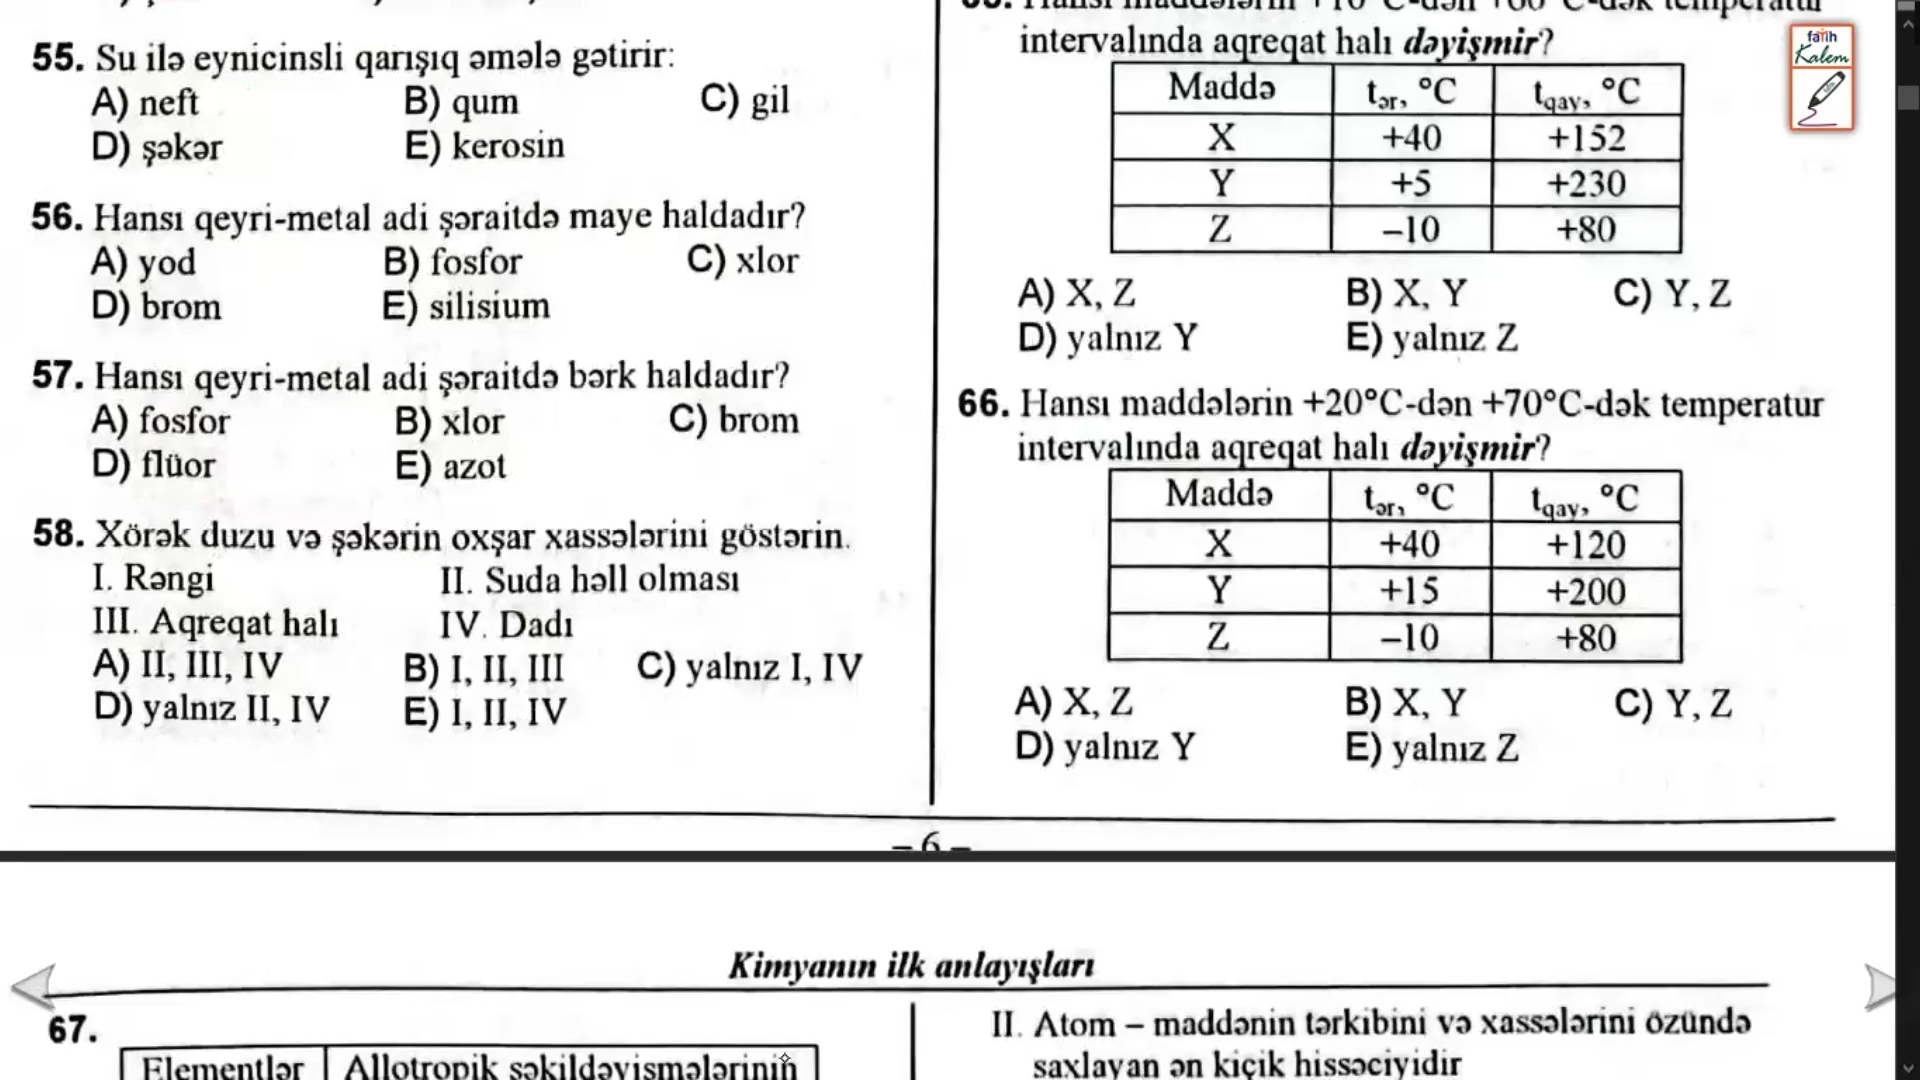 55. Su ilə eynicinsli qarışıq əmələ gətirir:
A) neft B) qum C) gil
D) şəkər E) kerosin
56. Hansı qeyri-metal adi şəraitdə maye haldadır?
A) yod B) fosfor C) xlor
D) brom E) silisium
57. Hansı qeyri-metal adi şəraitdə bərk haldadır?
A) fosfor B) xlor C) brom
D) flüor E) azot
58. Xörək duzu və şəkərin oxşar xassələrini göstərin.
I. Rəngi II. Suda həll olması
III. Aqreqat halı IV. Dadı
A) II, III, IV B) I, II, III C) yalnız I, IV
D) yalnız II, IV E) I, II, IV
intervalında aqreqat halı dəyişmir?
Maddə tər, °C tqay, °C
X +40 +152
Y +5 +230
Z –10 +80
A) X, Z B) X, Y C) Y, Z
D) yalnız Y E) yalnız Z
66. Hansı maddələrin +20°C-dən +70°C-dək temperatur
intervalında aqreqat halı dəyişmir?
Maddə tər, °C tqay, °C
X +40 +120
Y +15 +200
Z –10 +80
A) X, Z B) X, Y C) Y, Z
D) yalnız Y E) yalnız Z
– 6 –
Kimyanın ilk anlayışları
67.
Elementlər Allotropik şəkildəyişmələrinin
II. Atom – maddənin tərkibini və xassələrini özündə
saxlayan ən kiçik hissəciyidir
fatih
Kalem